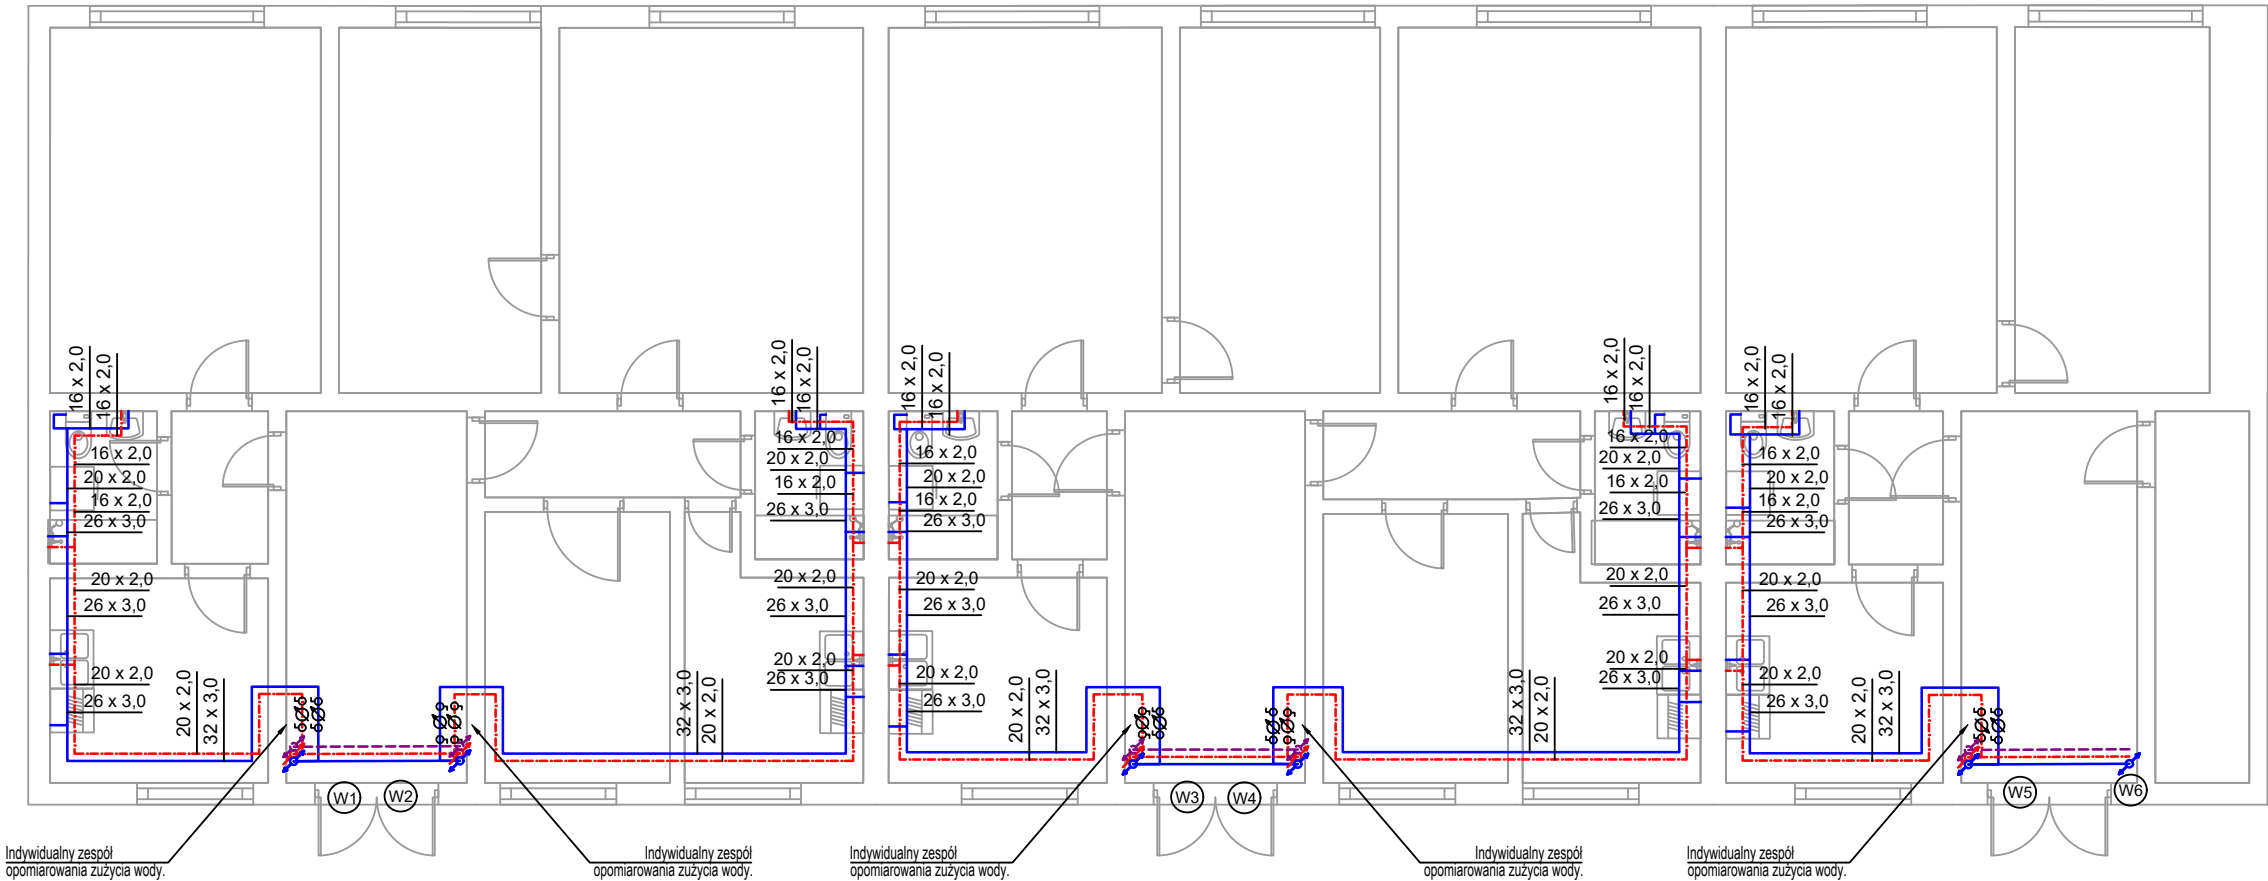 16 x 2,0
16 x 2,0
16 x 2,0
20 x 2,0
16 x 2,0
26 x 3,0
20 x 2,0
26 x 3,0
20 x 2,0
26 x 3,0
20 x 2,0
32 x 3,0
W1
W2
Indywidualny zespół
opomiarowania zużycia wody.
16 x 2,0
16 x 2,0
16 x 2,0
20 x 2,0
16 x 2,0
26 x 3,0
20 x 2,0
26 x 3,0
20 x 2,0
26 x 3,0
32 x 3,0
20 x 2,0
Indywidualny zespół
opomiarowania zużycia wody.
16 x 2,0
16 x 2,0
16 x 2,0
20 x 2,0
16 x 2,0
26 x 3,0
20 x 2,0
26 x 3,0
20 x 2,0
26 x 3,0
20 x 2,0
32 x 3,0
W3
W4
Indywidualny zespół
opomiarowania zużycia wody.
16 x 2,0
16 x 2,0
16 x 2,0
20 x 2,0
16 x 2,0
26 x 3,0
20 x 2,0
26 x 3,0
20 x 2,0
26 x 3,0
32 x 3,0
20 x 2,0
Indywidualny zespół
opomiarowania zużycia wody.
16 x 2,0
16 x 2,0
16 x 2,0
20 x 2,0
16 x 2,0
26 x 3,0
20 x 2,0
26 x 3,0
20 x 2,0
26 x 3,0
20 x 2,0
32 x 3,0
W5
W6
Indywidualny zespół
opomiarowania zużycia wody.